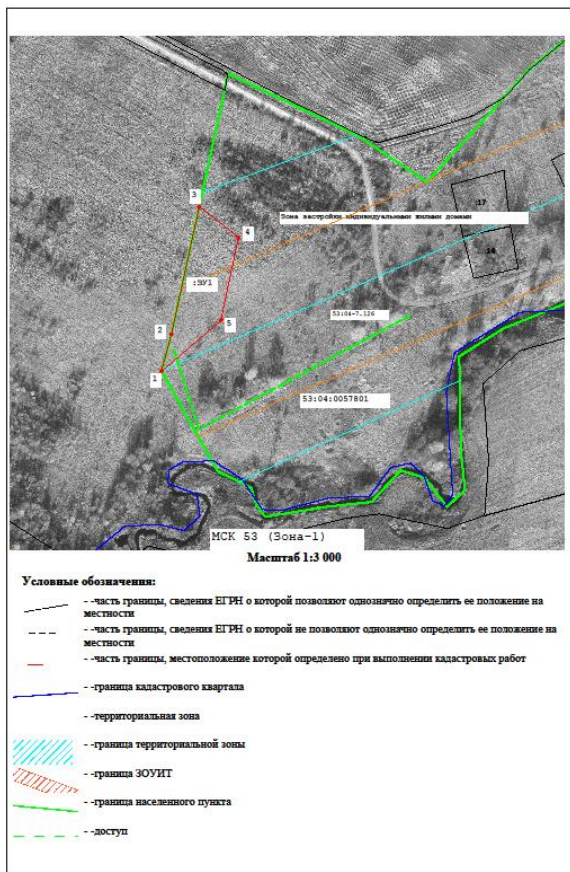 3
:17
Зона застройки индивидуальными жилыми домами
4
:18
:ЗУ1
53:04-7.126
5
2
1
53:04:0057801
МСК 53 (Зона-1)
Масштаб 1:3 000
Условные обозначения:
- -часть границы, сведения ЕГРН о которой позволяют однозначно определить ее положение на
местности
- -часть границы, сведения ЕГРН о которой не позволяют однозначно определить ее положение на
местности
- -часть границы, местоположение которой определено при выполнении кадастровых работ
- -граница кадастрового квартала
- -территориальная зона
- -граница территориальной зоны
- -граница ЗОУИТ
- -граница населенного пункта
- -доступ